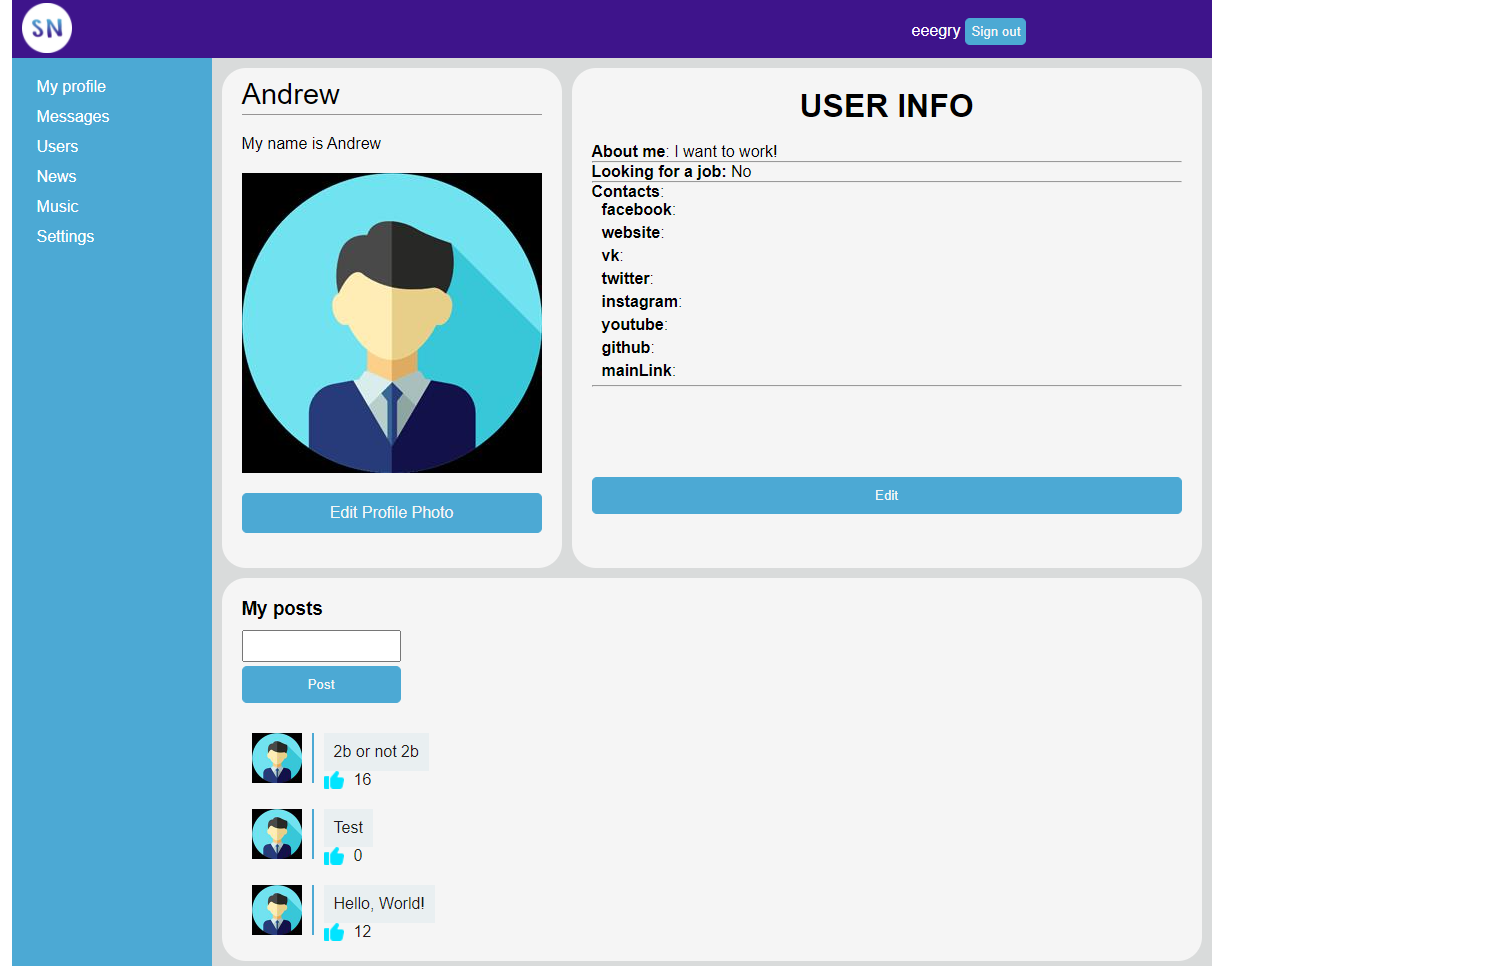 SN
eeegry Sign out
My profile
Messages
Users
News
Music
Settings
Andrew
My name is Andrew
Edit Profile Photo
USER INFO
About me: I want to work!
Looking for a job: No
Contacts:
facebook:
website:
vk:
twitter:
instagram:
youtube:
github:
mainLink:
Edit
My posts
Post
2b or not 2b
16
Test
0
Hello, World!
12